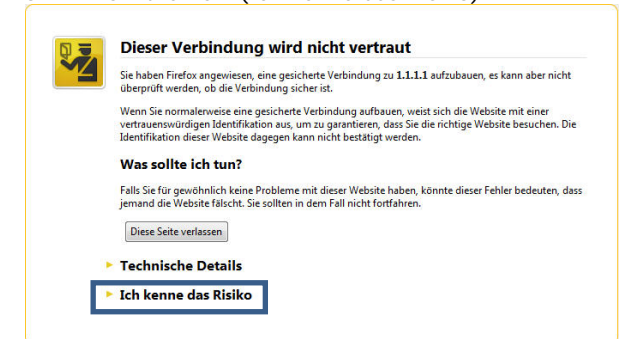 Dieser Verbindung wird nicht vertraut
Sie haben Firefox angewiesen, eine gesicherte Verbindung zu 1.1.1.1 aufzubauen, es kann aber nicht
überprüft werden, ob die Verbindung sicher ist.
Wenn Sie normalerweise eine gesicherte Verbindung aufbauen, weist sich die Website mit einer
vertrauenswürdigen Identifikation aus, um zu garantieren, dass Sie die richtige Website besuchen. Die
Identifikation dieser Website dagegen kann nicht bestätigt werden.
Was sollte ich tun?
Falls Sie für gewöhnlich keine Probleme mit dieser Website haben, könnte dieser Fehler bedeuten, dass
jemand die Website fälscht. Sie sollten in dem Fall nicht fortfahren.
Diese Seite verlassen
Technische Details
Ich kenne das Risiko